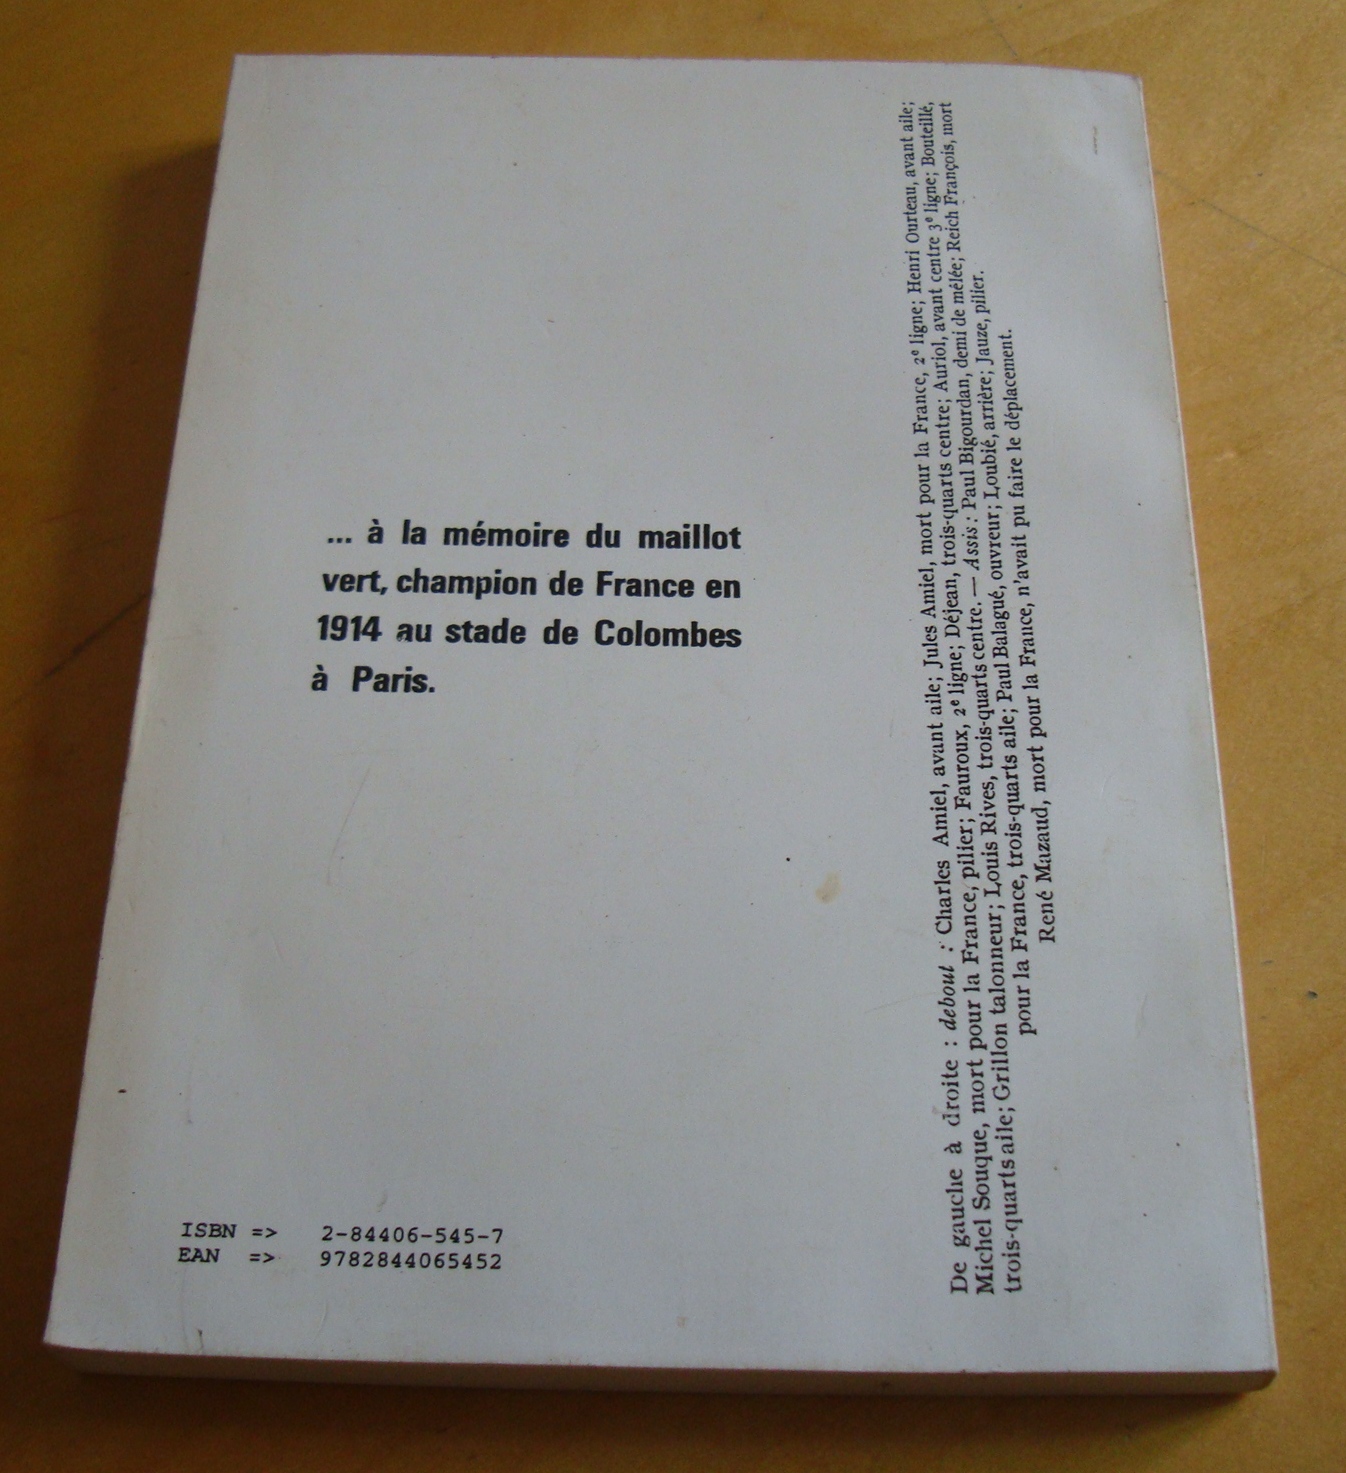 ... à la mémoire du maillot
vert, champion de France en
1914 au stade de Colombes
à Paris.
ISBN => 2-84406-545-7
EAN => 9782844065452
De gauche à droite : debout : Charles Amiel, avant aile; Jules Amiel, mort pour la France, 2e ligne; Henri Ourteau, avant aile;
Michel Souque, mort pour la France, pilier; Fauroux, 2e ligne; Déjean, trois-quarts centre; Auriol, avant centre 3e ligne; Bouteillé,
trois-quarts aile; Grillon talonneur; Louis Rives, trois-quarts centre. — Assis : Paul Bigourdan, demi de mêlée; Reich François, mort
pour la France, trois-quarts aile; Paul Balagué, ouvreur; Loubié, arrière; Jauze, pilier.
René Mazaud, mort pour la France, n'avait pu faire le déplacement.